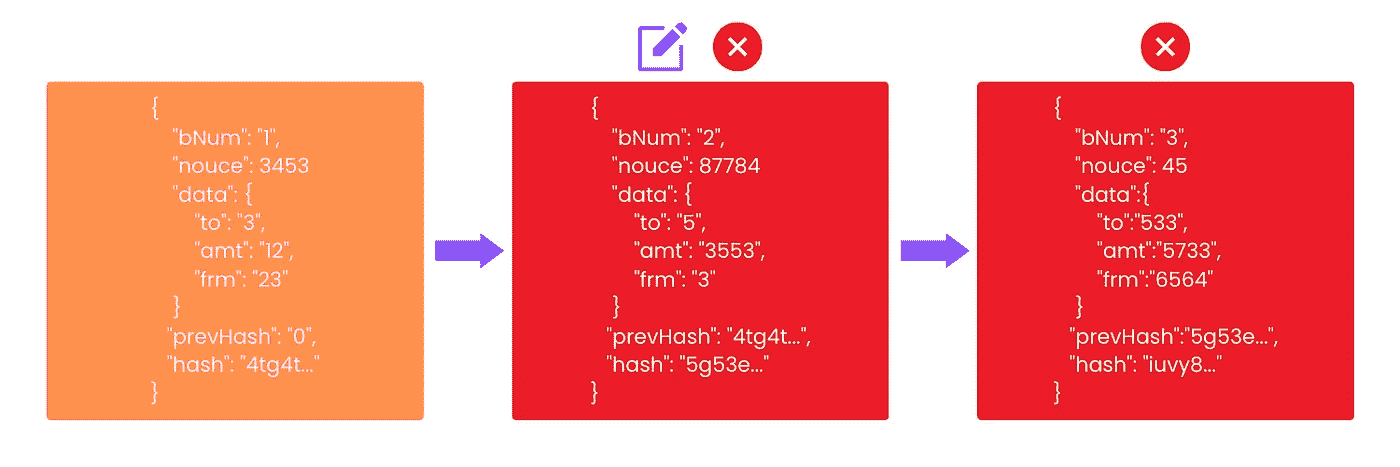 {
"bNum": "1",
"nouce": 3453
"data": {
"to": "3",
"amt": "12",
"frm": "23"
}
"prevHash": "0",
"hash": "4tg4t..."
}
{
"bNum": "2",
"nouce": 87784
"data": {
"to": "5",
"amt": "3553",
"frm": "3"
}
"prevHash": "4tg4t...",
"hash": "5g53e..."
}
{
"bNum": "3",
"nouce": 45
"data":{
"to":"533",
"amt":"5733",
"frm":"6564"
}
"prevHash":"5g53e...",
"hash": "iuvy8..."
}